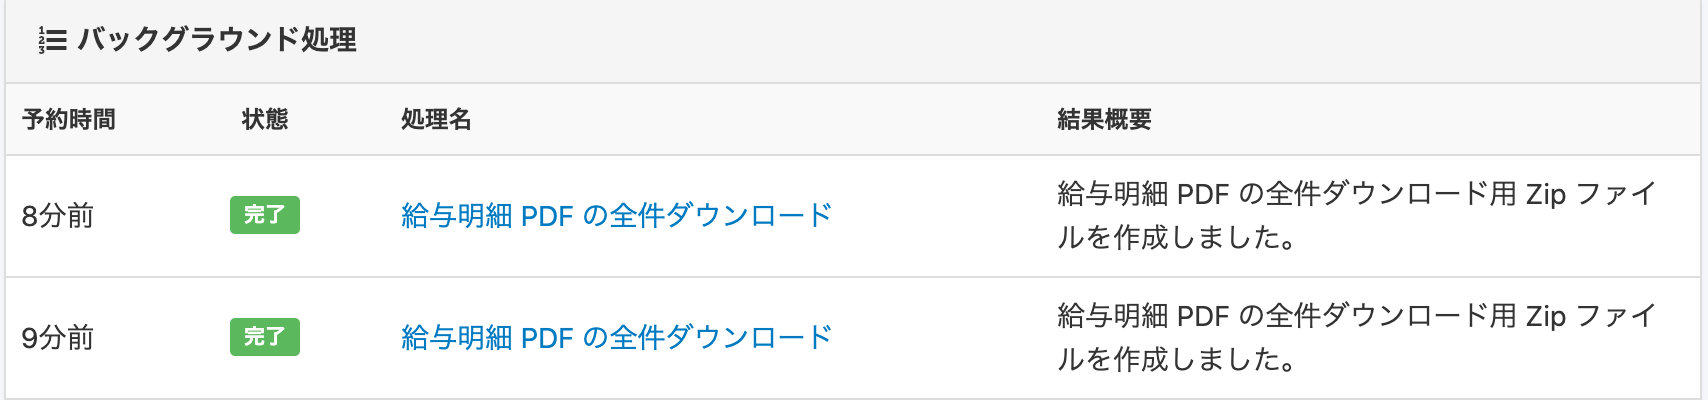 バックグラウンド処理
予約時間 状態 処理名 結果概要
8分前 完了 給与明細 PDF の全件ダウンロード 給与明細 PDF の全件ダウンロード用 Zip ファイ
ルを作成しました。
9分前 完了 給与明細 PDF の全件ダウンロード 給与明細 PDF の全件ダウンロード用 Zip ファイ
ルを作成しました。